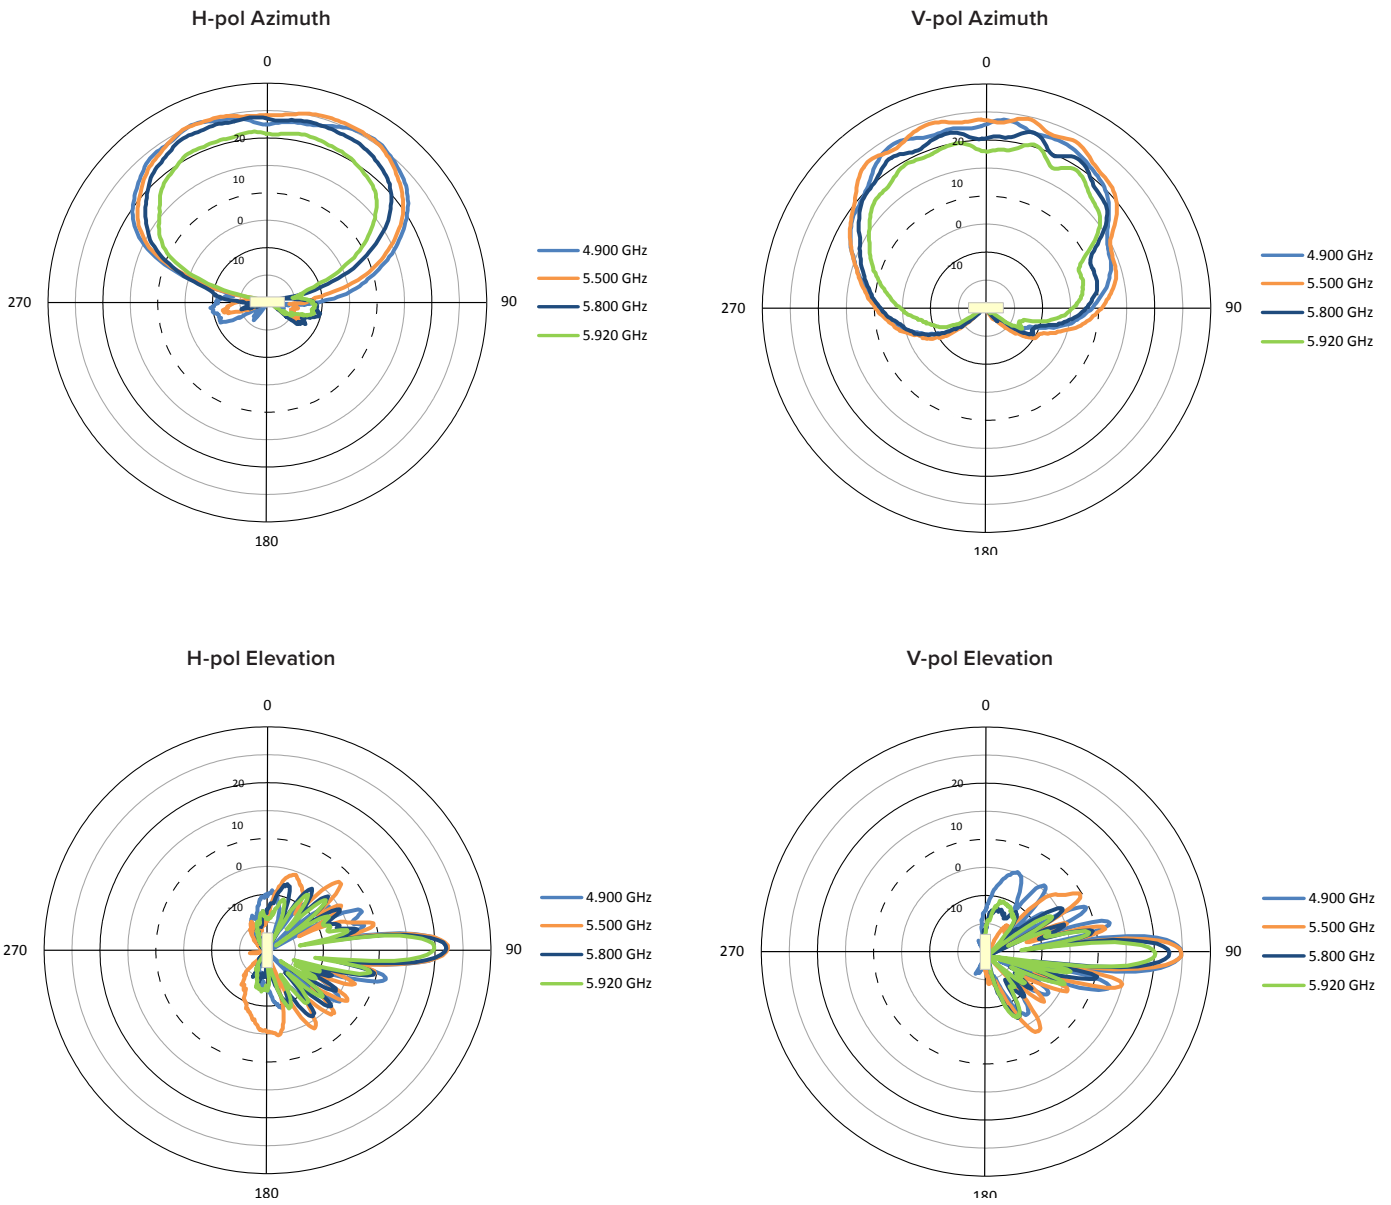 H-pol Azimuth
0
20
10
0
-10
270
90
180
4.900 GHz
5.500 GHz
5.800 GHz
5.920 GHz
V-pol Azimuth
0
20
10
0
-10
270
90
180
4.900 GHz
5.500 GHz
5.800 GHz
5.920 GHz
H-pol Elevation
0
20
10
0
-10
270
90
180
4.900 GHz
5.500 GHz
5.800 GHz
5.920 GHz
V-pol Elevation
0
20
10
0
-10
270
90
180
4.900 GHz
5.500 GHz
5.800 GHz
5.920 GHz